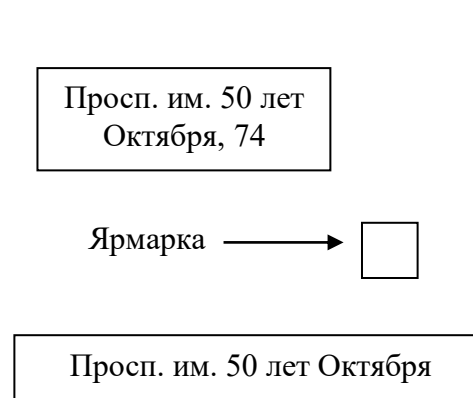 Просп. им. 50 лет
Октября, 74
Ярмарка
Просп. им. 50 лет Октября